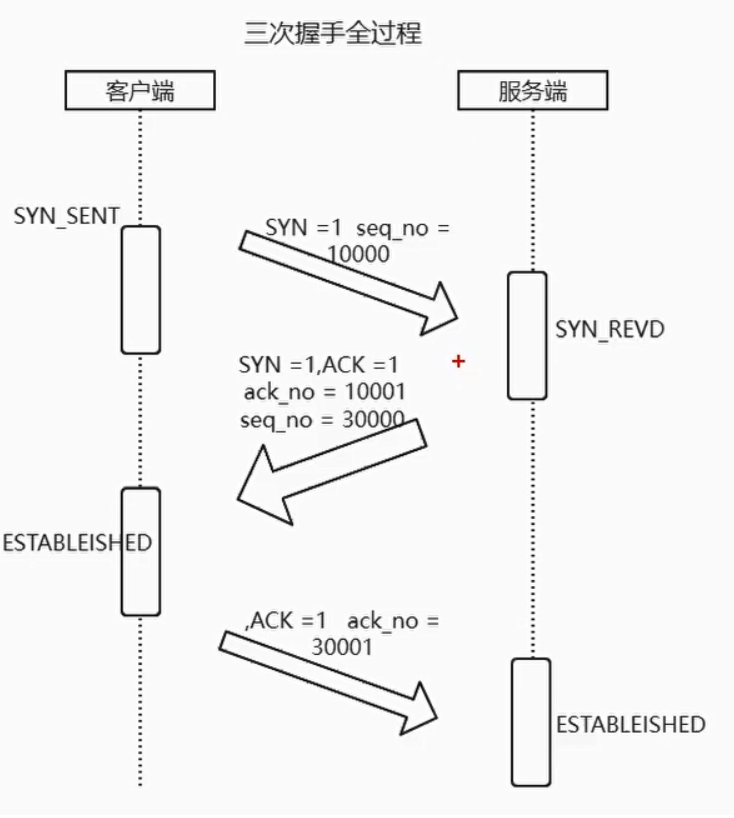 三次握手全过程
客户端
服务端
SYN_SENT
SYN =1 seq_no =
10000
SYN_REVD
SYN =1,ACK =1
ack_no = 10001
seq_no = 30000
ESTABLEISHED
,ACK =1 ack_no =
30001
ESTABLEISHED